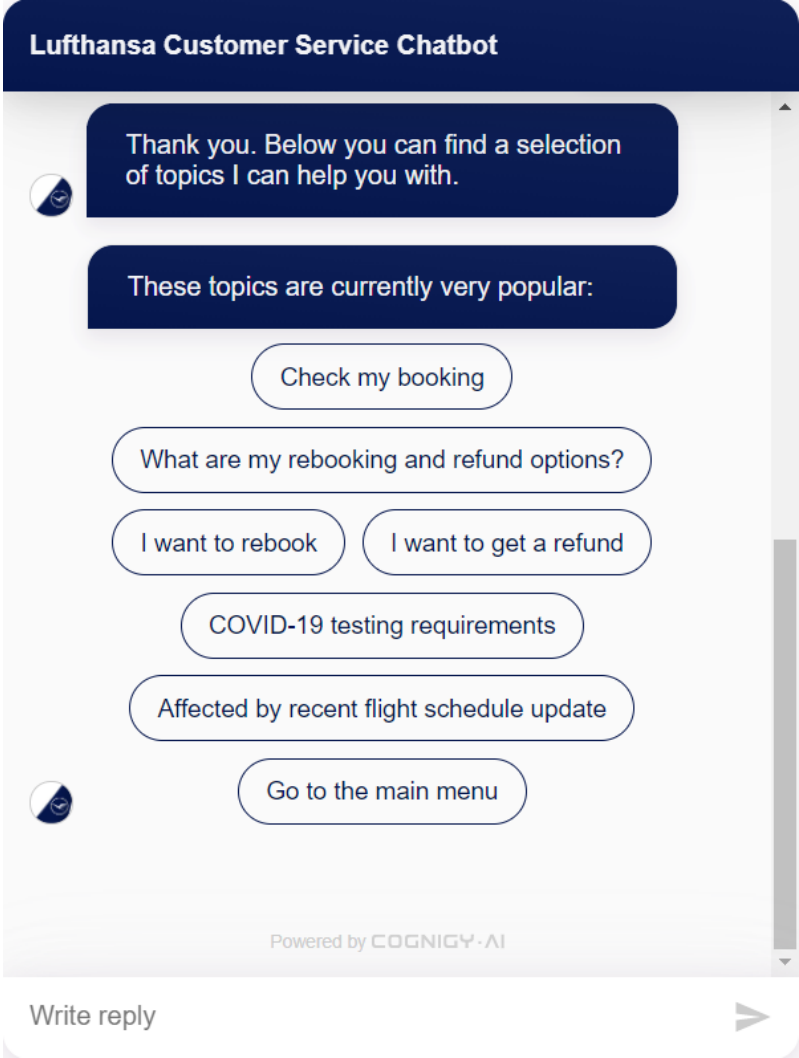 Lufthansa Customer Service Chatbot
Thank you. Below you can find a selection
of topics I can help you with.
These topics are currently very popular:
Check my booking
What are my rebooking and refund options?
I want to rebook
I want to get a refund
COVID-19 testing requirements
Affected by recent flight schedule update
Go to the main menu
Powered by COGNIGY·AI
Write reply